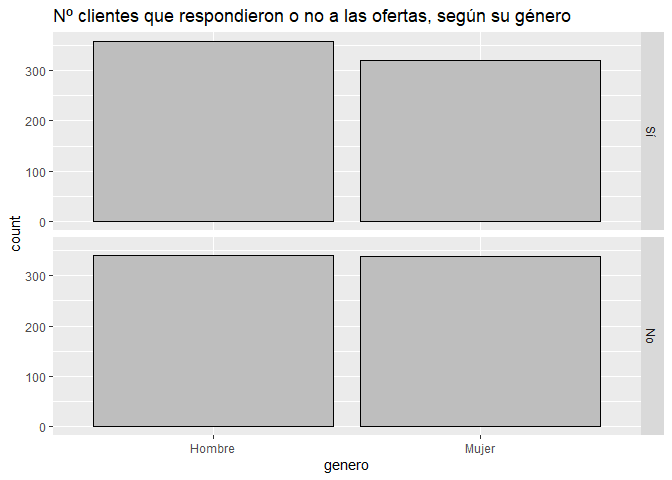 Nº clientes que respondieron o no a las ofertas, según su género
300
200
100
0
Sí
count
300
200
100
0
No
Hombre
Mujer
genero